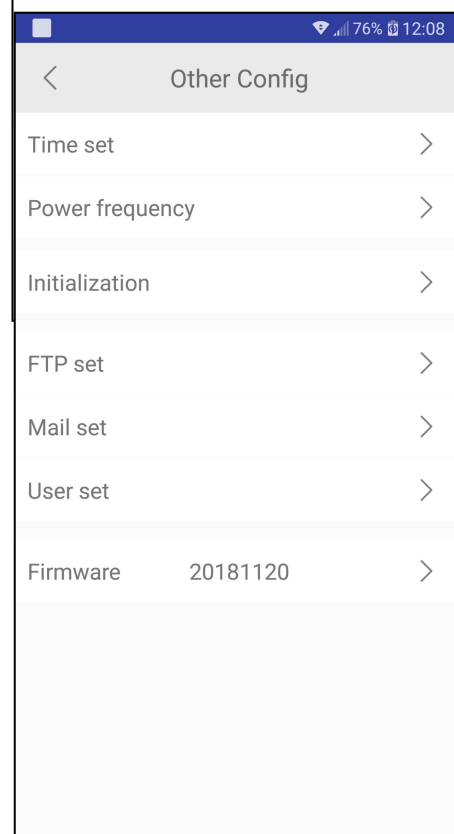 76% 12:08
Other Config
Time set
Power frequency
Initialization
FTP set
Mail set
User set
Firmware 20181120